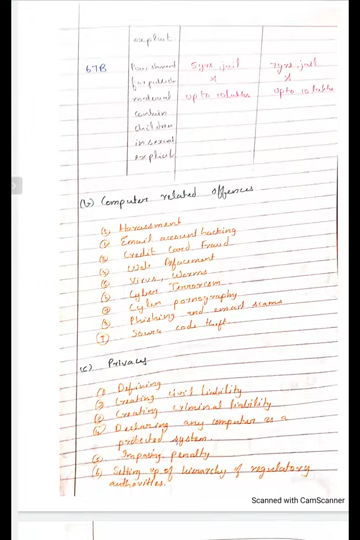 explicit
67B Punishment 5yrs jail 7yrs jail
for publish x x
material upto 10 lakhs upto 10 lakhs
contain
children
in sexual
explicit
(b) Computer related offences
Harassment
Email account hacking
Credit Card Fraud
Web Defacement
Virus, Worms
Cyber Terrorism
Cyber pornography
Phishing and email scams
Source code theft
(c) Privacy
Defining
Creating civil liability
Creating criminal liability
Declaring any computer as a
protected system.
Imposing penalty
Setting up of hierarchy of regulatory
authorities.
Scanned with CamScanner